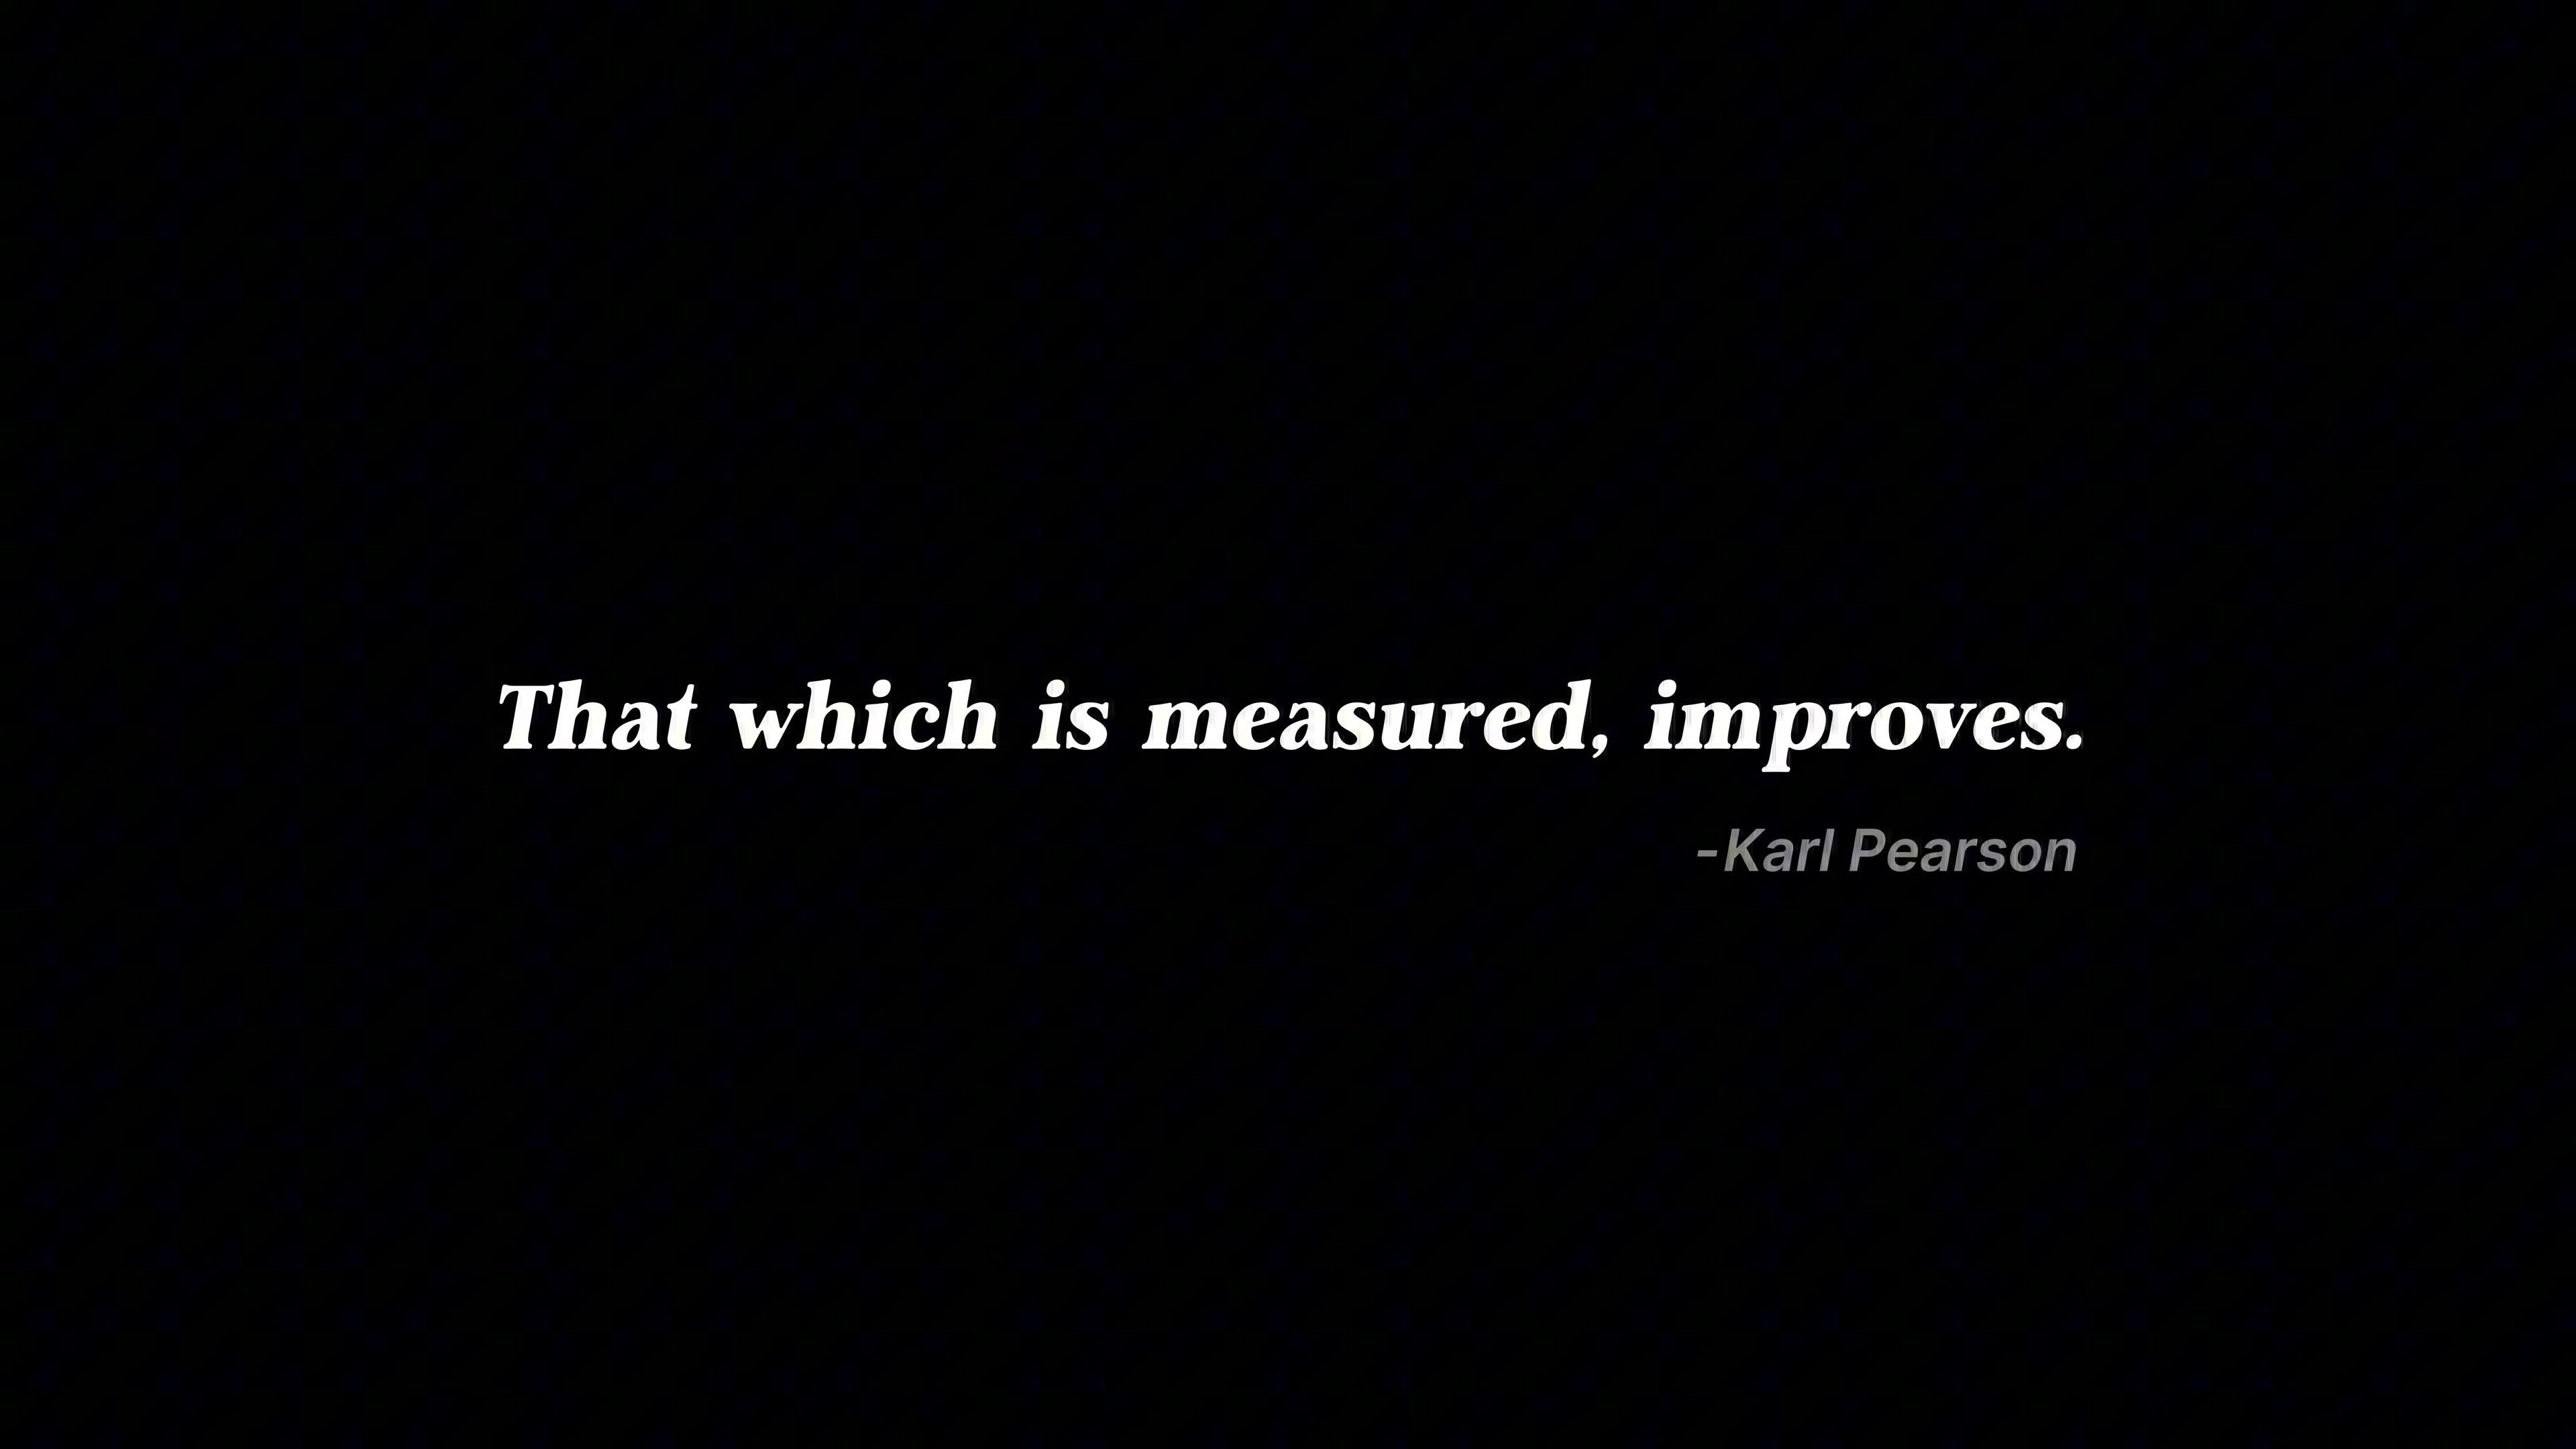 That which is measured, improves.
-Karl Pearson